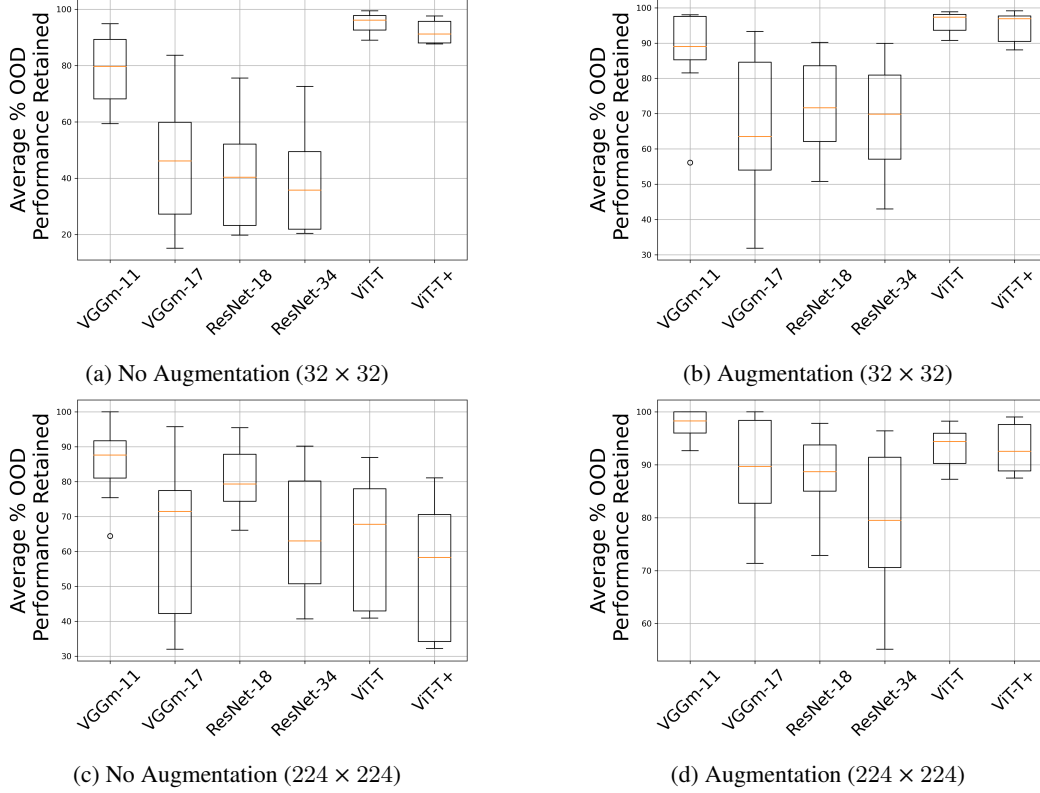 Average % OOD
Performance Retained
100
80
60
40
20
VGGm-11
VGGm-17
ResNet-18
ResNet-34
ViT-T
ViT-T+
(a) No Augmentation (32 × 32)
Average % OOD
Performance Retained
100
90
80
70
60
50
40
30
VGGm-11
VGGm-17
ResNet-18
ResNet-34
ViT-T
ViT-T+
(b) Augmentation (32 × 32)
Average % OOD
Performance Retained
100
90
80
70
60
50
40
30
VGGm-11
VGGm-17
ResNet-18
ResNet-34
ViT-T
ViT-T+
(c) No Augmentation (224 × 224)
Average % OOD
Performance Retained
100
90
80
70
60
VGGm-11
VGGm-17
ResNet-18
ResNet-34
ViT-T
ViT-T+
(d) Augmentation (224 × 224)